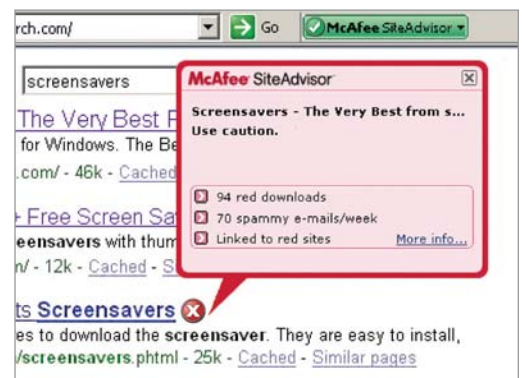 rch.com/ Go McAfee SiteAdvisor
screensavers
McAfee SiteAdvisor
Screensavers - The Very Best from s...
Use caution.
94 red downloads
70 spammy e-mails/week
Linked to red sites More info...
The Very Best
for Windows. The Be
.com/ - 46k - Cached
Free Screen Sa
eensavers with thum
n/ - 12k - Cached - S
ts Screensavers
es to download the screensaver. They are easy to install,
/screensavers.phtml - 25k - Cached - Similar pages